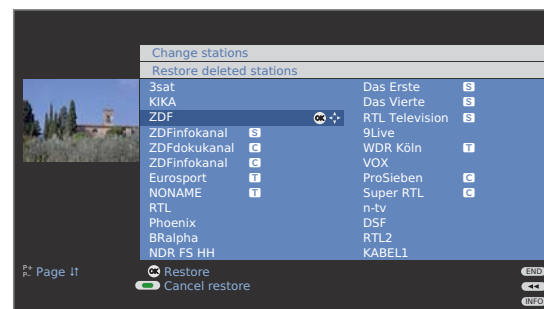 Change stations
Restore deleted stations
3sat Das Erste S
KIKA Das Vierte S
ZDF OK RTL Television S
ZDFinfokanal S 9Live
ZDFdokukanal C WDR Köln T
ZDFinfokanal C VOX
Eurosport T ProSieben C
NONAME T Super RTL C
RTL n-tv
Phoenix DSF
BRalpha RTL2
NDR FS HH KABEL1
P+ P- Page OK Restore END
Cancel restore
INFO